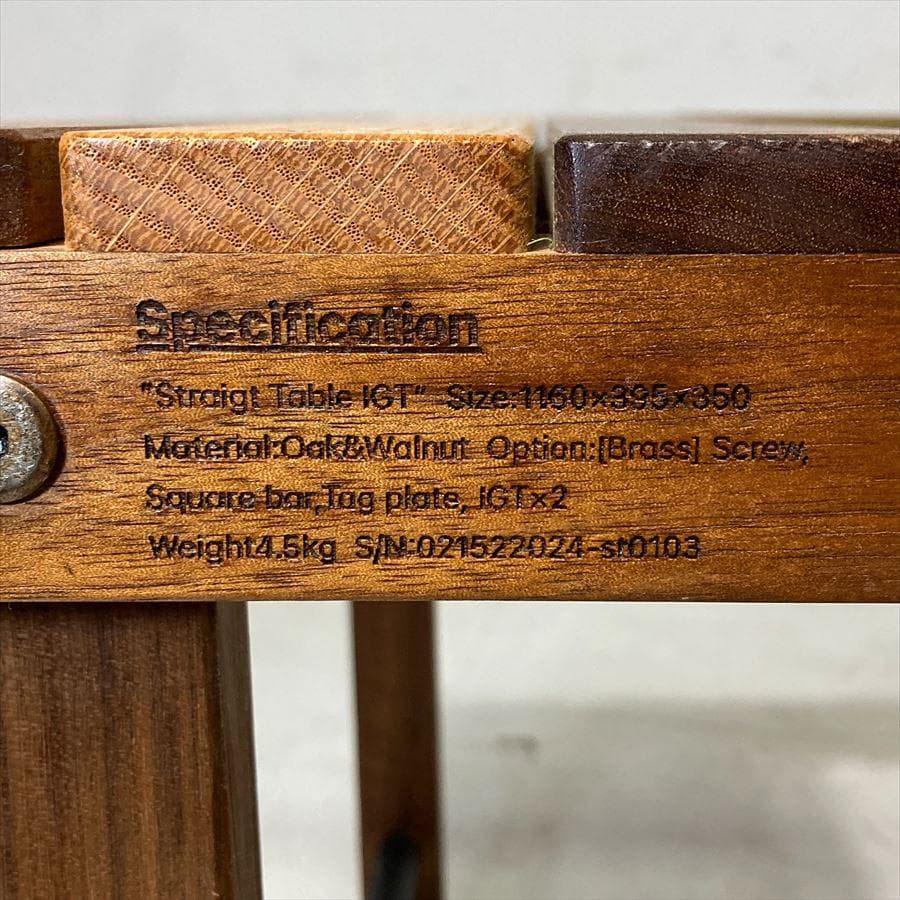 Specification
"Straigt Table IGT" Size:1160×395×350
Material:Oak&Walnut Option:[Brass] Screw,
Square bar,Tag plate, IGT×2
Weight4.5kg S/N:021522024-st0103